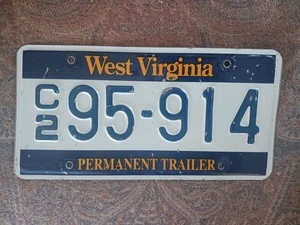 West Virginia
C2 95-914
PERMANENT TRAILER